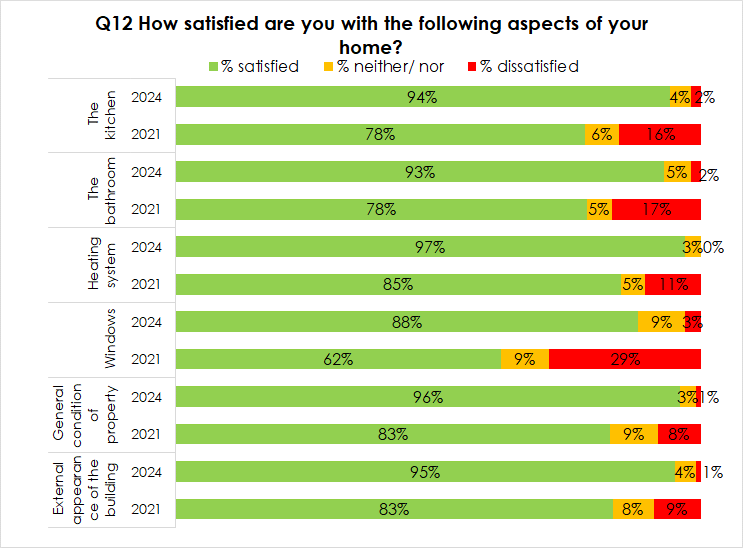 Q12 How satisfied are you with the following aspects of your
home?
% satisfied % neither/ nor % dissatisfied
The
kitchen
2024 94% 4% 2%
2021 78% 6% 16%
The
bathroom
2024 93% 5% 2%
2021 78% 5% 17%
Heating
system
2024 97% 3% 0%
2021 85% 5% 11%
Windows
2024 88% 9% 3%
2021 62% 9% 29%
General
condition
of
property
2024 96% 3% 1%
2021 83% 9% 8%
External
appearan
ce of the
building
2024 95% 4% 1%
2021 83% 8% 9%